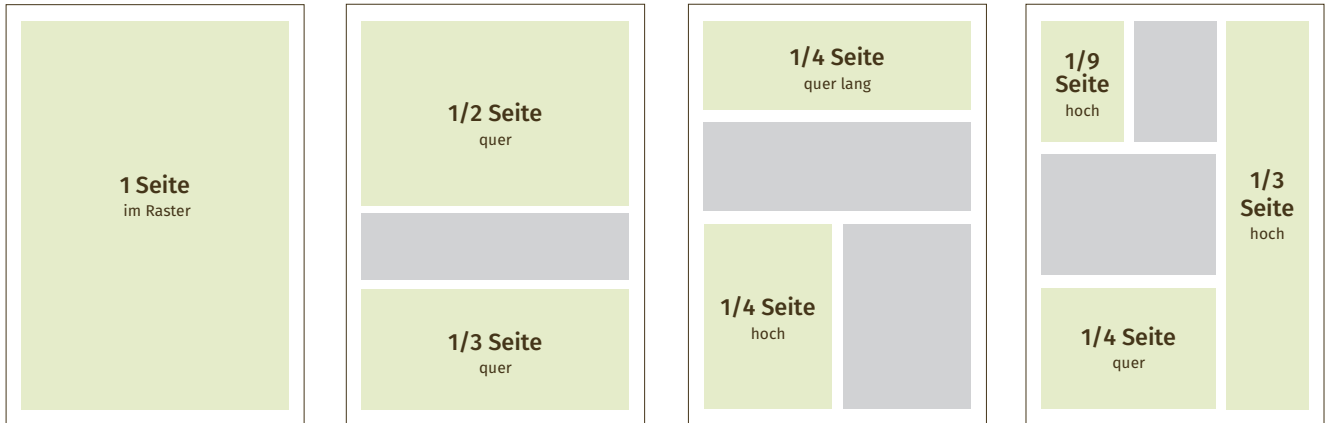 1 Seite
im Raster
1/2 Seite
quer
1/3 Seite
quer
1/4 Seite
quer lang
1/4 Seite
hoch
1/9
Seite
hoch
1/3
Seite
hoch
1/4 Seite
quer